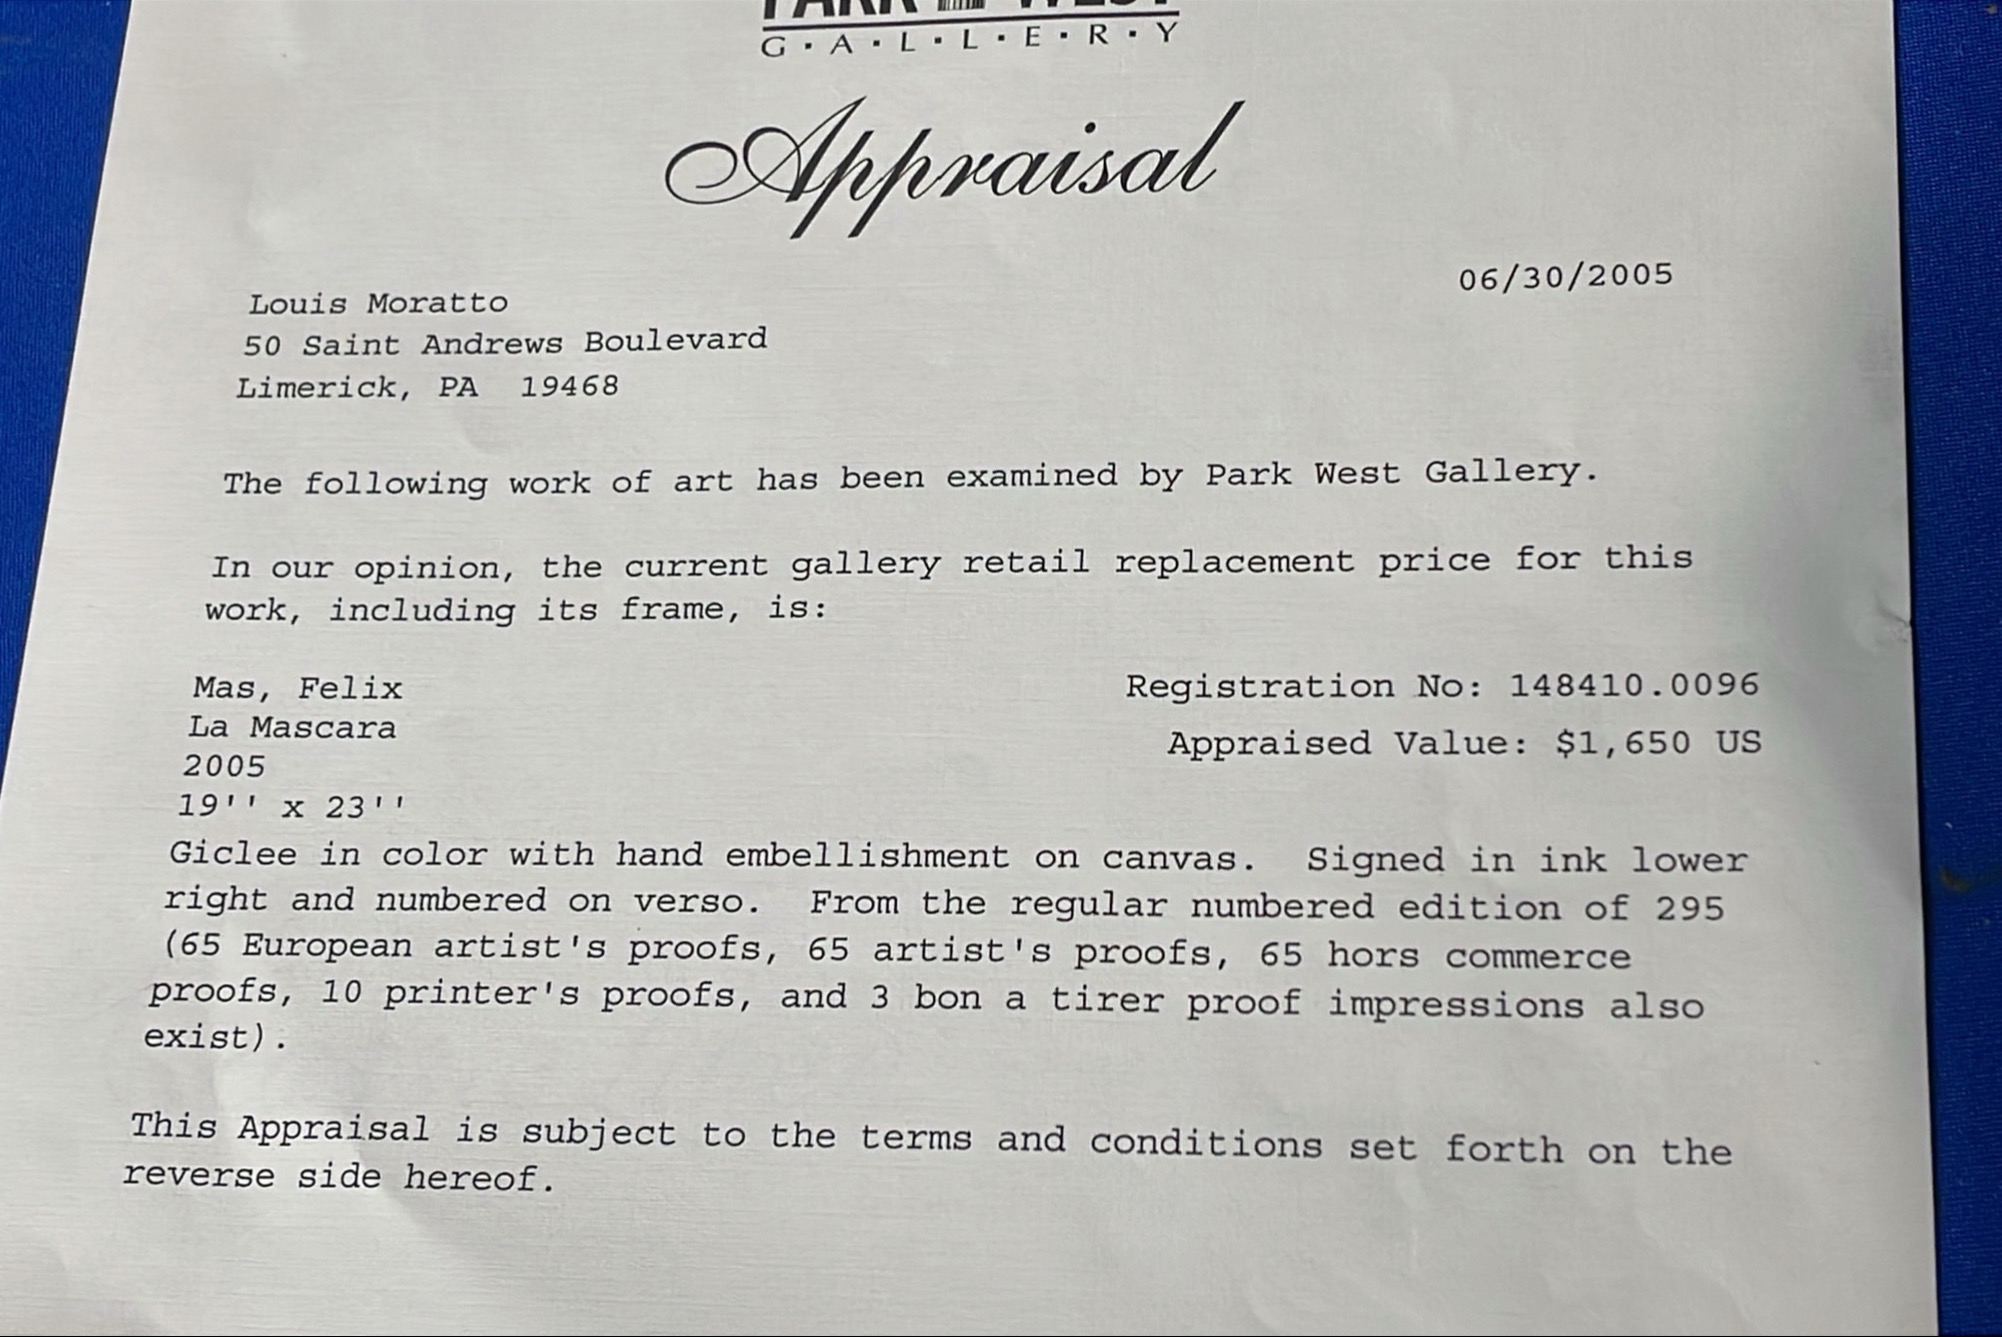 PARK WEST
G·A·L·L·E·R·Y
Appraisal
06/30/2005
Louis Moratto
50 Saint Andrews Boulevard
Limerick, PA 19468
The following work of art has been examined by Park West Gallery.
In our opinion, the current gallery retail replacement price for this
work, including its frame, is:
Mas, Felix
La Mascara
2005
19'' x 23''
Registration No: 148410.0096
Appraised Value: $1,650 US
Giclee in color with hand embellishment on canvas. Signed in ink lower
right and numbered on verso. From the regular numbered edition of 295
(65 European artist's proofs, 65 artist's proofs, 65 hors commerce
proofs, 10 printer's proofs, and 3 bon a tirer proof impressions also
exist).
This Appraisal is subject to the terms and conditions set forth on the
reverse side hereof.